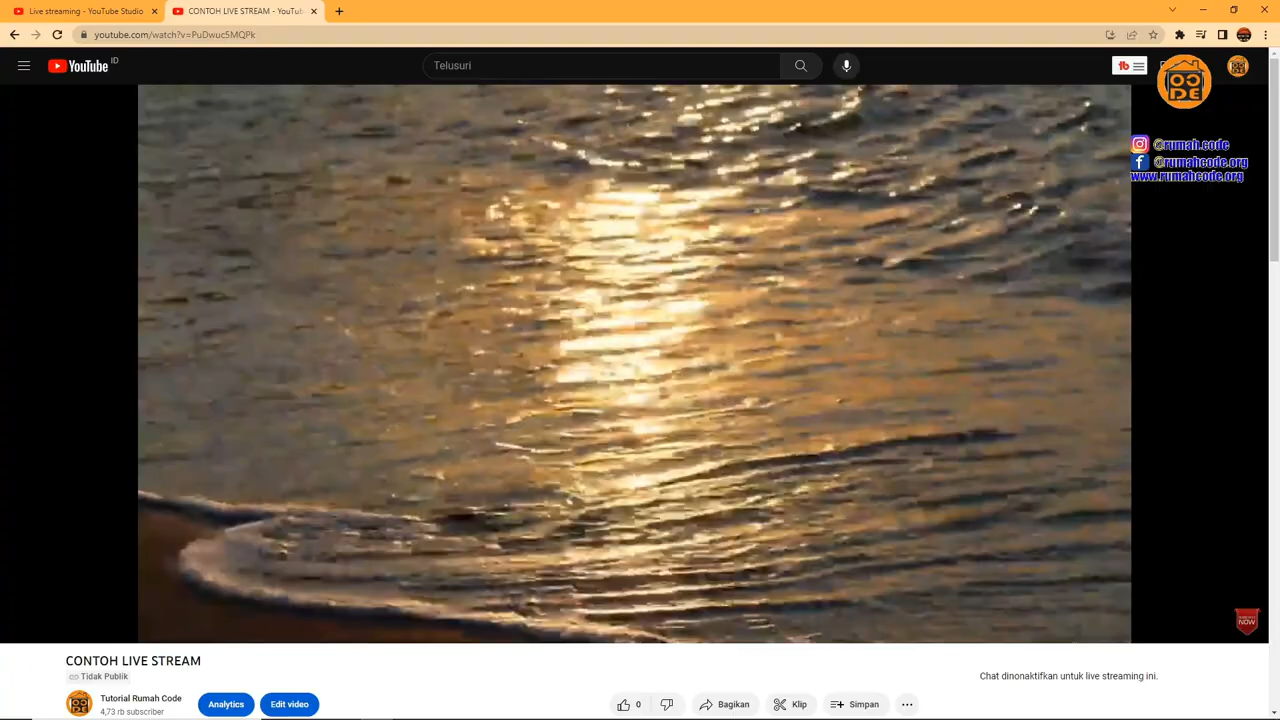 Live streaming - YouTube Studio
CONTOH LIVE STREAM - YouTu
youtube.com/watch?v=PuDwuc5MQPk
YouTube ID
Telusuri
@rumah.code
@rumahcode.org
www.rumahcode.org
NOW
CONTOH LIVE STREAM
Tidak Publik
Chat dinonaktifkan untuk live streaming ini.
Tutorial Rumah Code
4,73 rb subscriber
Analytics
Edit video
0
Bagikan
Klip
Simpan